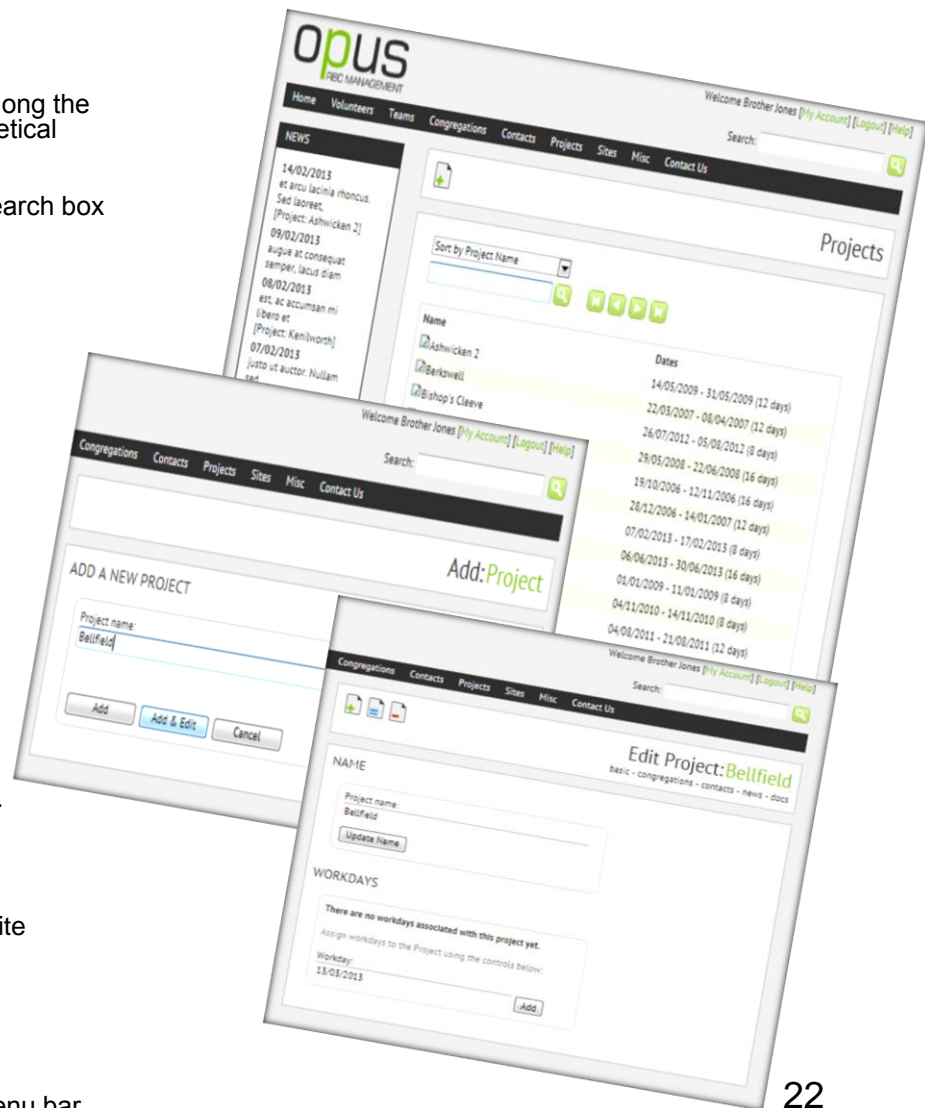 ong the
etical
earch box
.
ite
enu bar
opus
RBC MANAGEMENT
Welcome Brother Jones [My Account] [Logout] [Help]
Search:
Home Volunteers Teams Congregations Contacts Projects Sites Misc Contact Us
NEWS
14/02/2013
et arcu lacinia rhoncus.
Sed laoreet,
[Project: Ashwicken 2]
09/02/2013
augue at consequat
semper, lacus diam
08/02/2013
est, ac accumsan mi
libero et
[Project: Kenilworth]
07/02/2013
justo ut auctor. Nullam
sed
Projects
Sort by Project Name
Name Dates
Ashwicken 2 14/05/2009 - 31/05/2009 (12 days)
Berkswell 22/03/2007 - 08/04/2007 (12 days)
Bishop's Cleeve 26/07/2012 - 05/08/2012 (8 days)
29/05/2008 - 22/06/2008 (16 days)
19/10/2006 - 12/11/2006 (16 days)
28/12/2006 - 14/01/2007 (12 days)
07/02/2013 - 17/02/2013 (8 days)
06/06/2013 - 30/06/2013 (16 days)
01/01/2009 - 11/01/2009 (8 days)
04/11/2010 - 14/11/2010 (8 days)
04/08/2011 - 21/08/2011 (12 days)
Welcome Brother Jones [My Account] [Logout] [Help]
Search:
Congregations Contacts Projects Sites Misc Contact Us
Add:Project
ADD A NEW PROJECT
Project name:
Bellfield
Add Add & Edit Cancel
Welcome Brother Jones [My Account] [Logout] [Help]
Search:
Congregations Contacts Projects Sites Misc Contact Us
Edit Project:Bellfield
basic - congregations - contacts - news - docs
NAME
Project name:
Bellfield
Update Name
WORKDAYS
There are no workdays associated with this project yet.
Assign workdays to the Project using the controls below:
Workday:
13/03/2013
Add
22